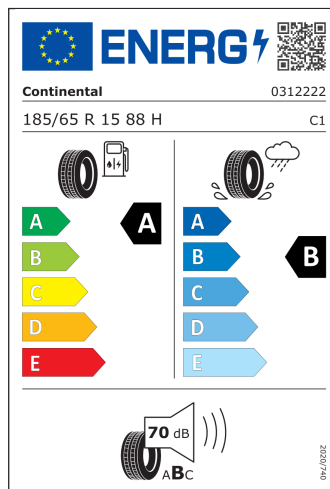 ENERG
Continental 0312222
185/65 R 15 88 H C1
A A A
B B B
C C
D D
E E
70 dB
ABC
2020/740